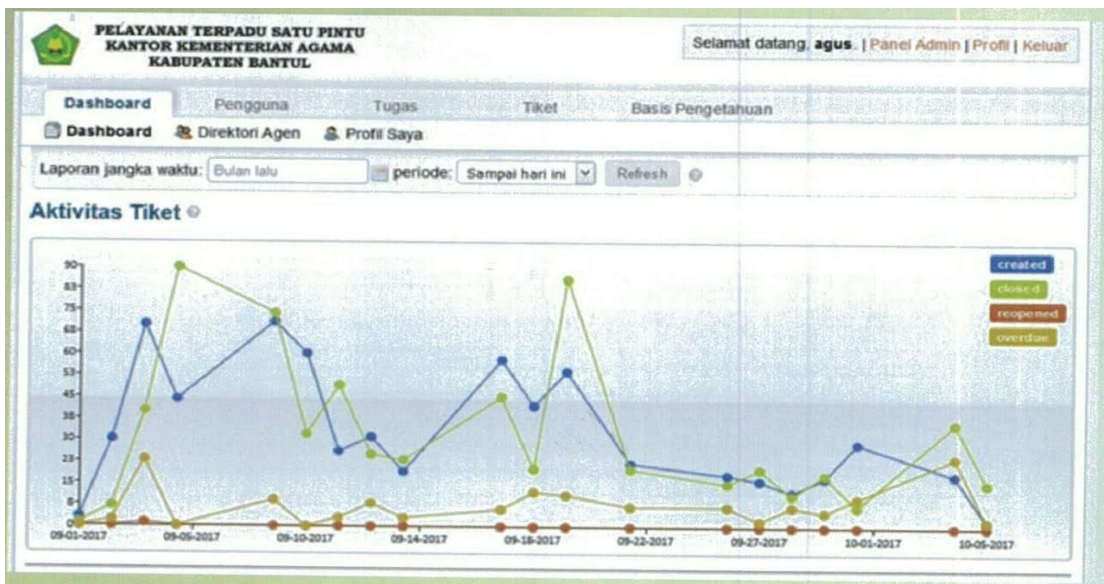 PELAYANAN TERPADU SATU PINTU
KANTOR KEMENTERIAN AGAMA
KABUPATEN BANTUL
Selamat datang, agus. | Panel Admin | Profil | Keluar
Dashboard Pengguna Tugas Tiket Basis Pengetahuan
Dashboard Direktori Agen Profil Saya
Laporan jangka waktu: Bulan lalu periode: Sampai hari ini Refresh
Aktivitas Tiket
created
closed
reopened
overdue
90
83
75
68
60
53
45
38
30
23
15
8
0
09-01-2017 09-05-2017 09-10-2017 09-14-2017 09-18-2017 09-22-2017 09-27-2017 10-01-2017 10-05-2017